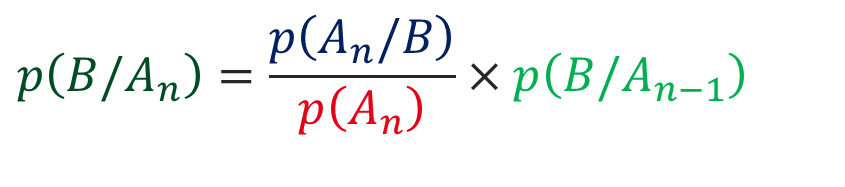 p(B/Aₙ) = p(Aₙ/B) / p(Aₙ) × p(B/Aₙ₋₁)